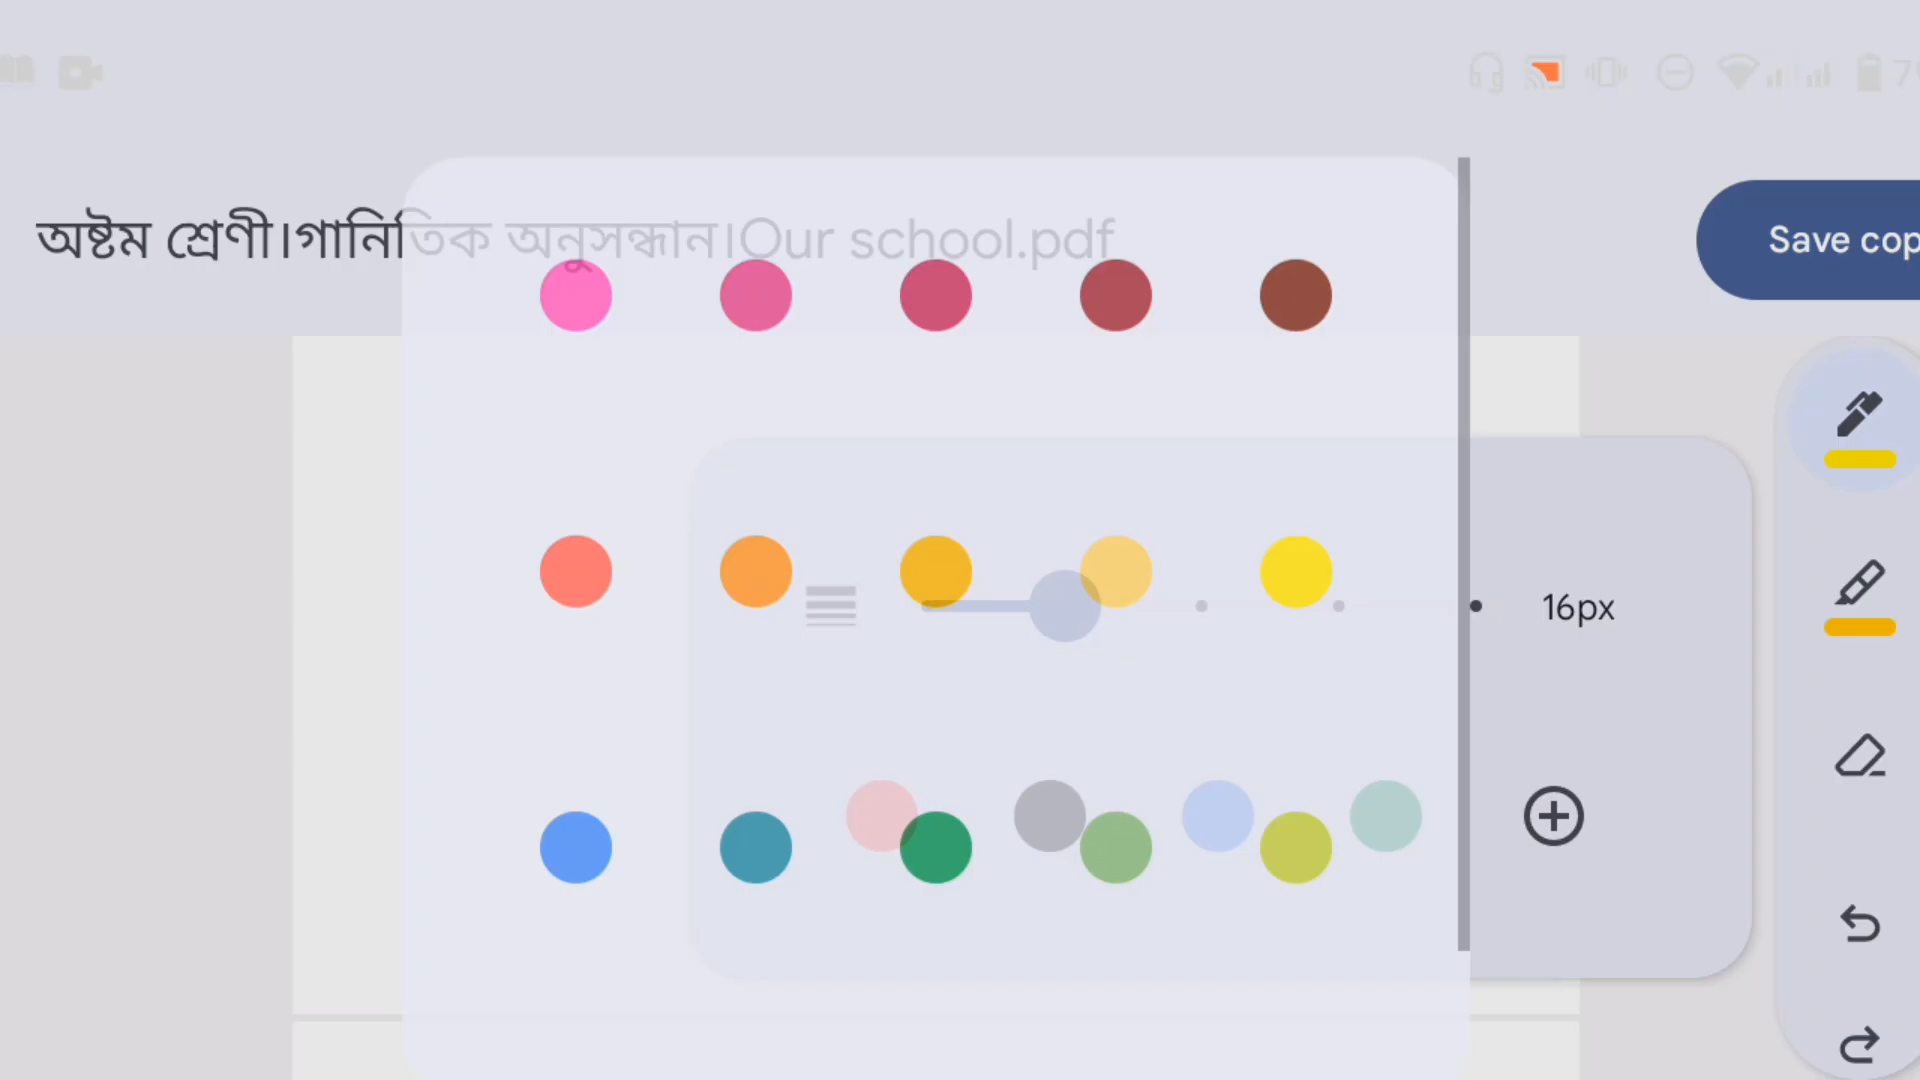 অষ্টম শ্রেণী।গানিতিক অনুসন্ধান।Our school.pdf
Save cop
16px